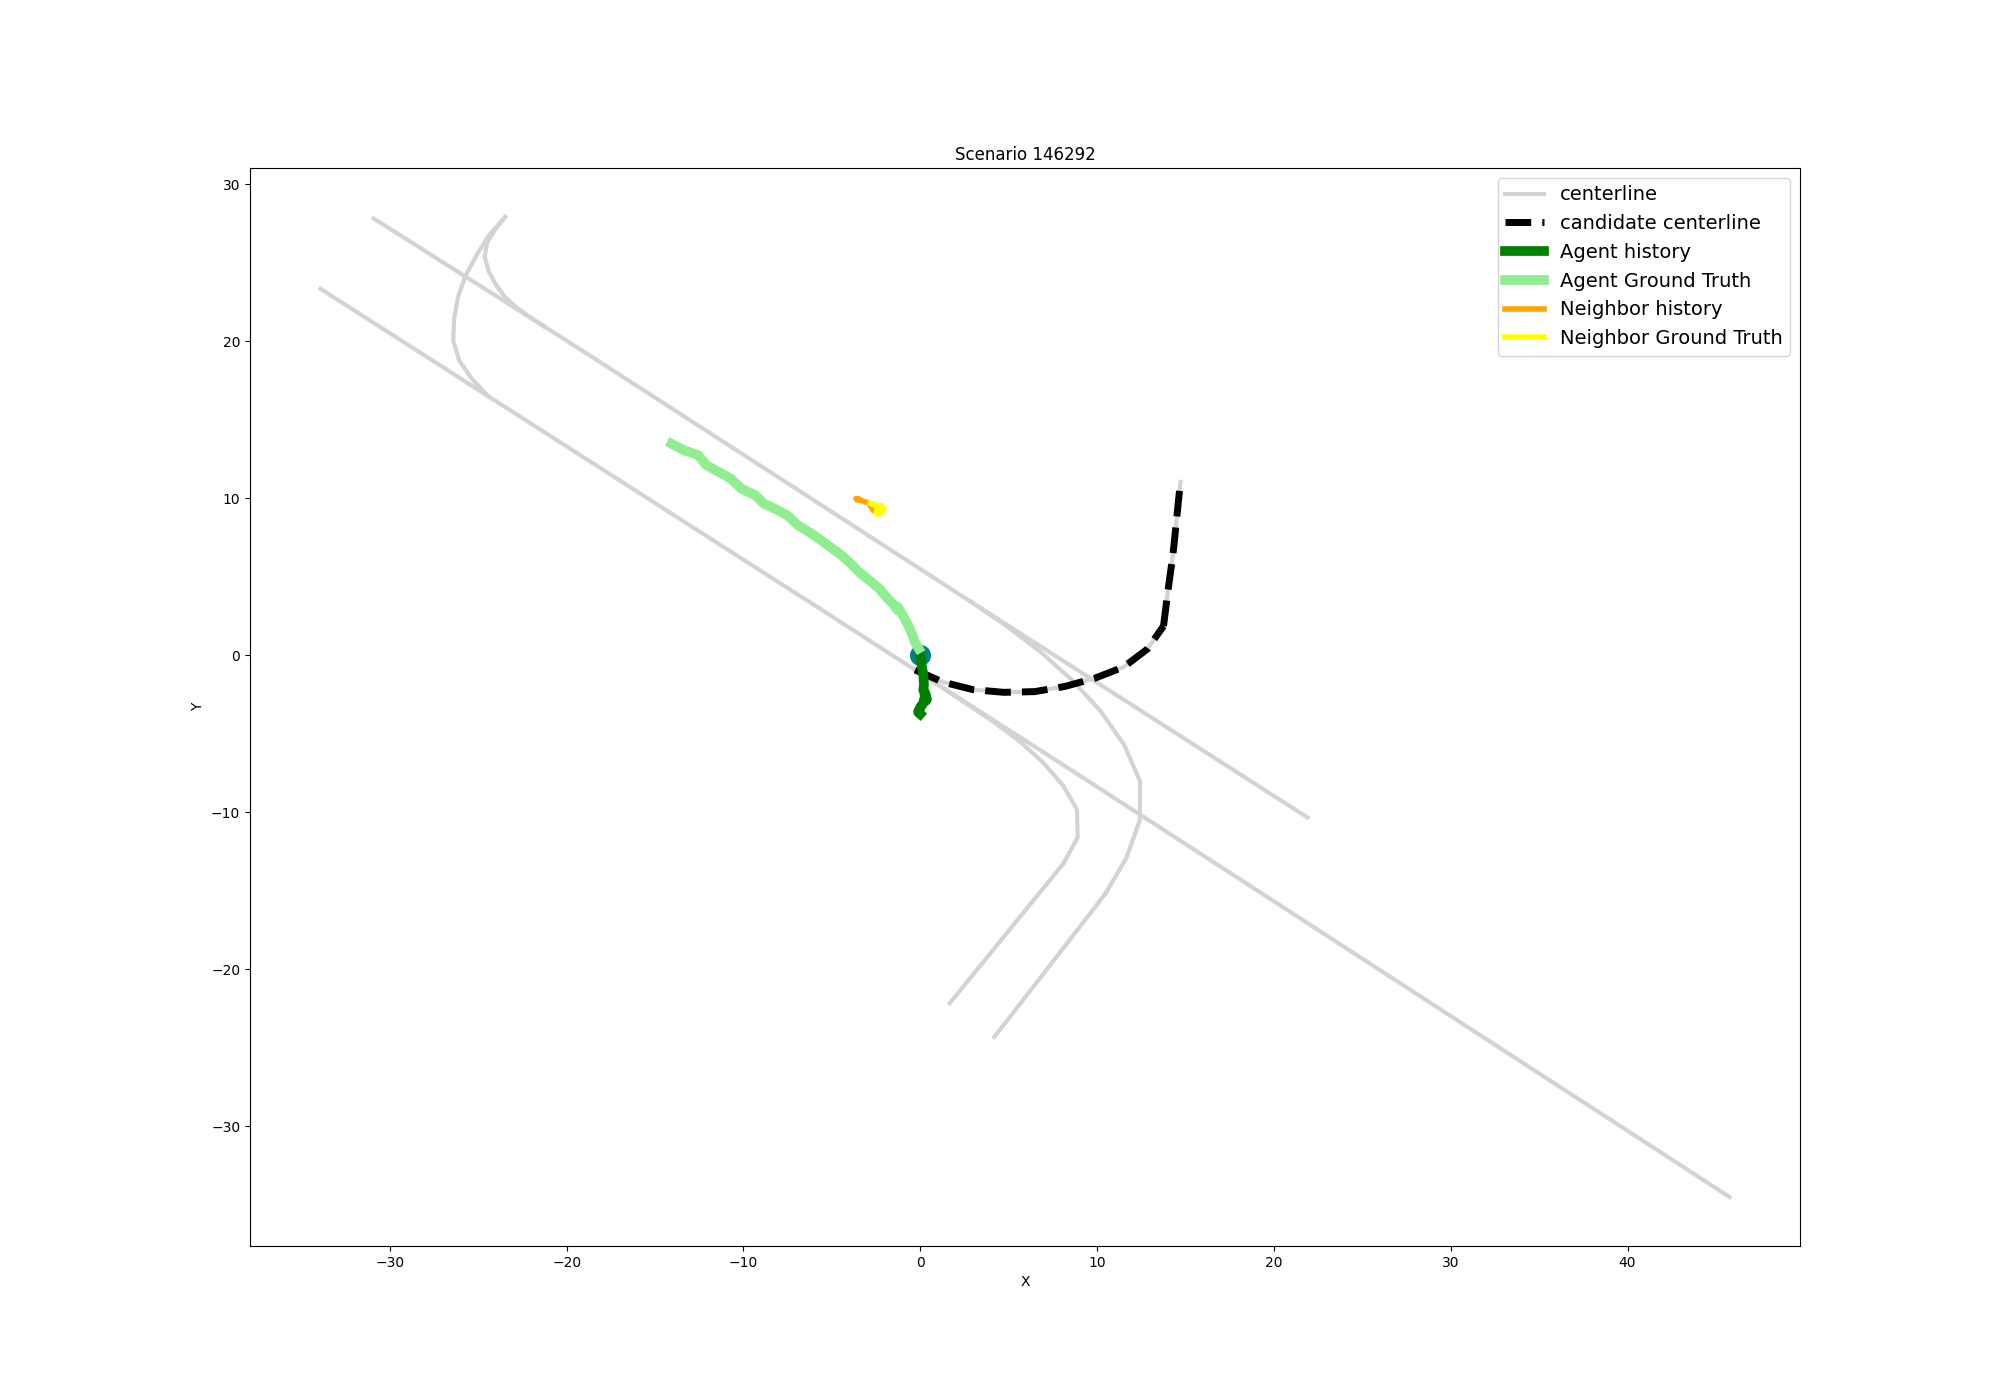 Scenario 146292
centerline
candidate centerline
Agent history
Agent Ground Truth
Neighbor history
Neighbor Ground Truth
30
20
10
0
−10
−20
−30
Y
−30
−20
−10
0
10
20
30
40
X